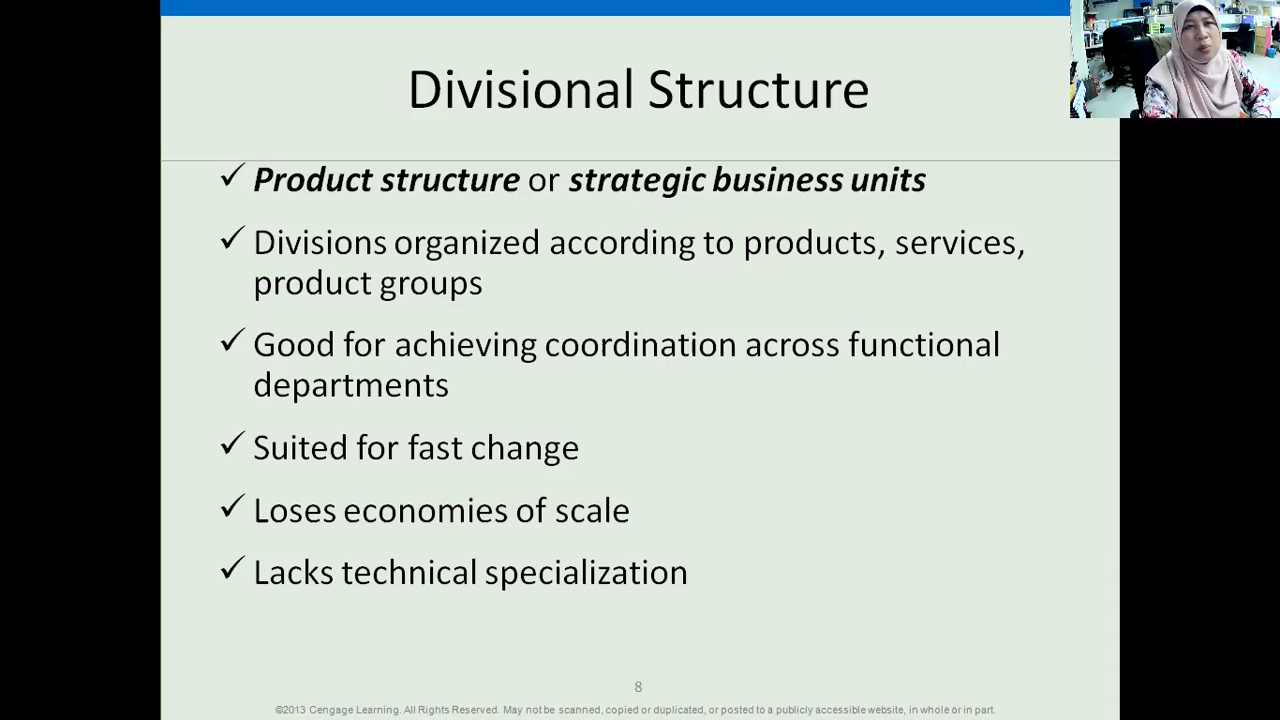 Divisional Structure
✓ Product structure or strategic business units
✓ Divisions organized according to products, services,
product groups
✓ Good for achieving coordination across functional
departments
✓ Suited for fast change
✓ Loses economies of scale
✓ Lacks technical specialization
8
©2013 Cengage Learning. All Rights Reserved. May not be scanned, copied or duplicated, or posted to a publicly accessible website, in whole or in part.